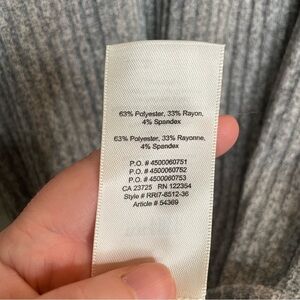 63% Polyester, 33% Rayon,
4% Spandex
63% Polyester, 33% Rayonne,
4% Spandex
P.O. # 4500060751
P.O. # 4500060752
P.O. # 4500060753
CA 23725 RN 122354
Style # RRI7-8512-36
Article # 54369